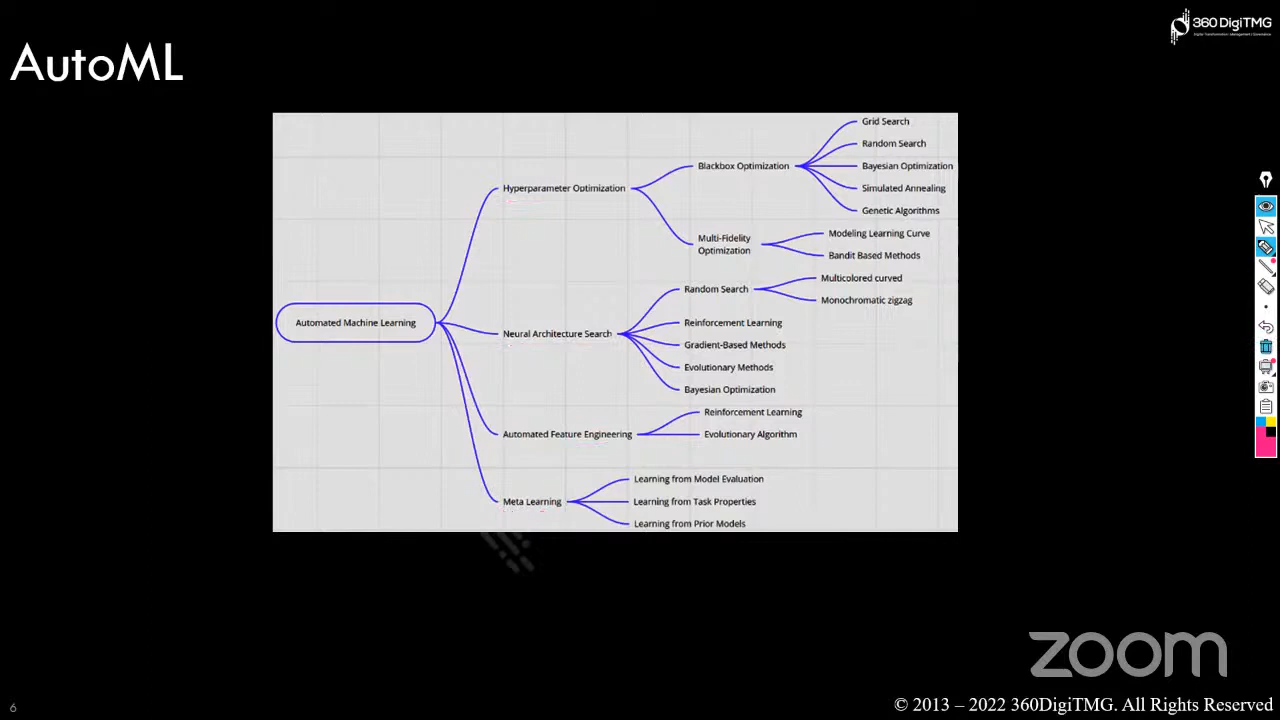 360 DigiTMG
AutoML
Grid Search
Random Search
Blackbox Optimization
Bayesian Optimization
Hyperparameter Optimization
Simulated Annealing
Genetic Algorithms
Multi-Fidelity
Optimization
Modeling Learning Curve
Bandit Based Methods
Random Search
Multicolored curved
Monochromatic zigzag
Automated Machine Learning
Neural Architecture Search
Reinforcement Learning
Gradient-Based Methods
Evolutionary Methods
Bayesian Optimization
Automated Feature Engineering
Reinforcement Learning
Evolutionary Algorithm
Meta Learning
Learning from Model Evaluation
Learning from Task Properties
Learning from Prior Models
zoom
6
© 2013 – 2022 360DigiTMG. All Rights Reserved